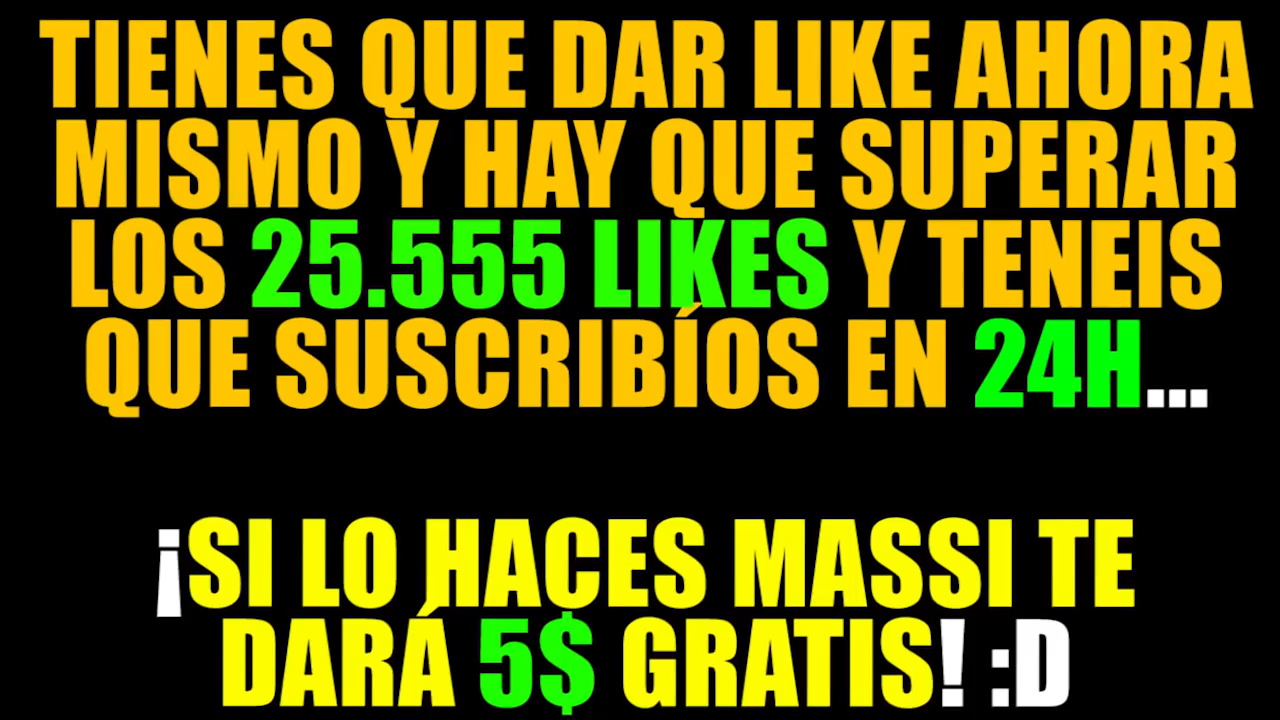 TIENES QUE DAR LIKE AHORA
MISMO Y HAY QUE SUPERAR
LOS 25.555 LIKES Y TENEIS
QUE SUSCRIBÍOS EN 24H...
¡SI LO HACES MASSI TE
DARÁ 5$ GRATIS! :D